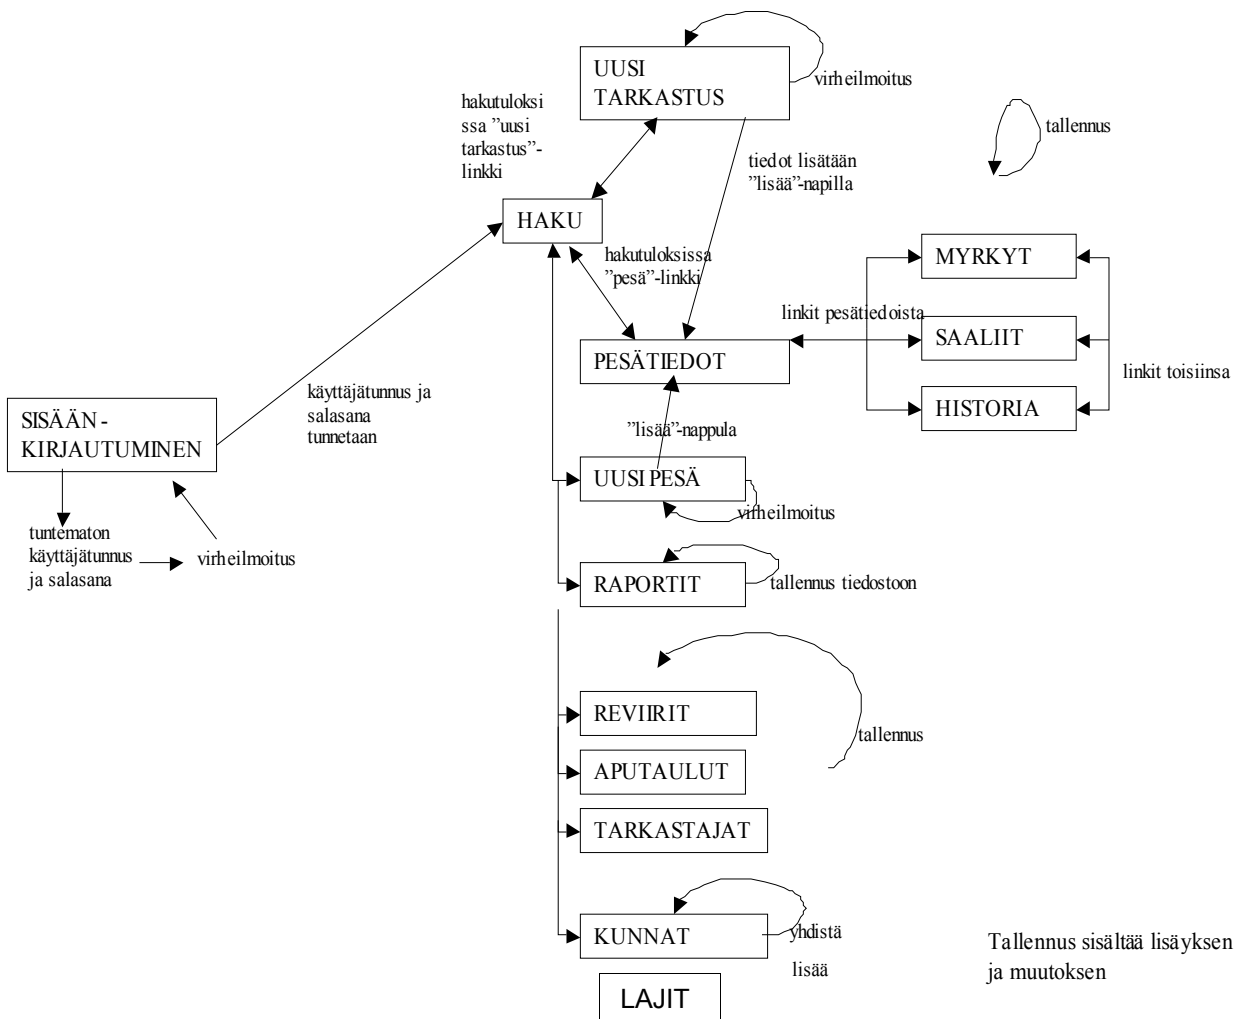 UUSI
TARKASTUS
virheilmoitus
hakutuloksi
ssa ”uusi
tarkastus”-
linkki
tallennus
tiedot lisätään
”lisää”-napilla
HAKU
hakutuloksissa
”pesä”-linkki
MYRKYT
linkit pesätiedoista
SAALIIT
PESÄTIEDOT
linkit toisiinsa
HISTORIA
käyttäjätunnus ja
salasana
tunnetaan
SISÄÄN-
KIRJAUTUMINEN
”lisää”-nappula
UUSI PESÄ
virheilmoitus
tuntematon
käyttäjätunnus
ja salasana
virheilmoitus
RAPORTIT
tallennus tiedostoon
REVIIRIT
tallennus
APUTAULUT
TARKASTAJAT
KUNNAT
yhdistä
lisää
Tallennus sisältää lisäyksen
ja muutoksen
LAJIT